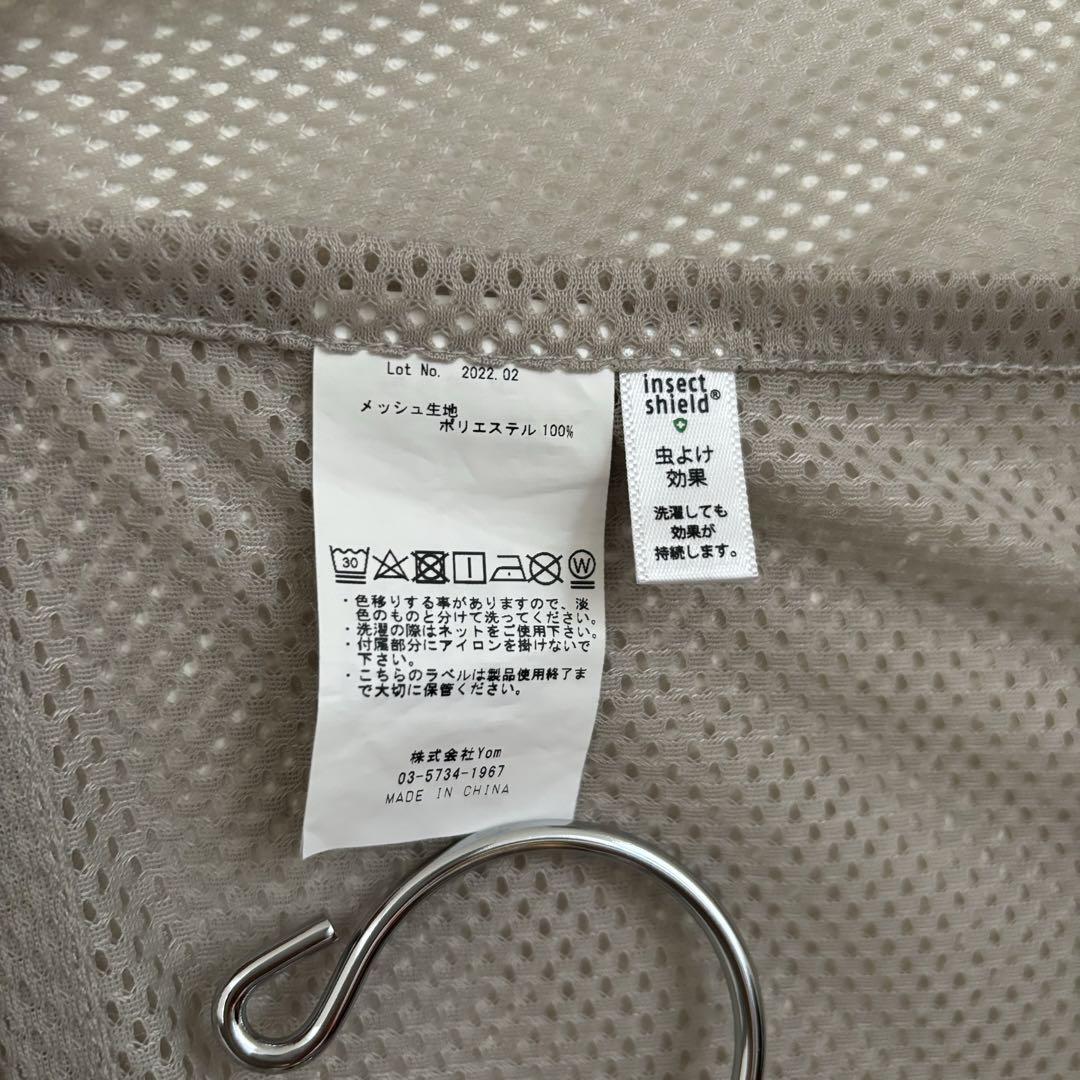 Lot No. 2022.02
メッシュ生地
ポリエステル 100%
30
W
・色移りする事がありますので、淡
色のものと分けて洗ってください。
・洗濯の際はネットをご使用下さい。
・付属部分にアイロンを掛けないで
下さい。
・こちらのラベルは製品使用終了ま
で大切に保管ください。
株式会社Yom
03-5734-1967
MADE IN CHINA
insect
shield®
虫よけ
効果
洗濯しても
効果が
持続します。